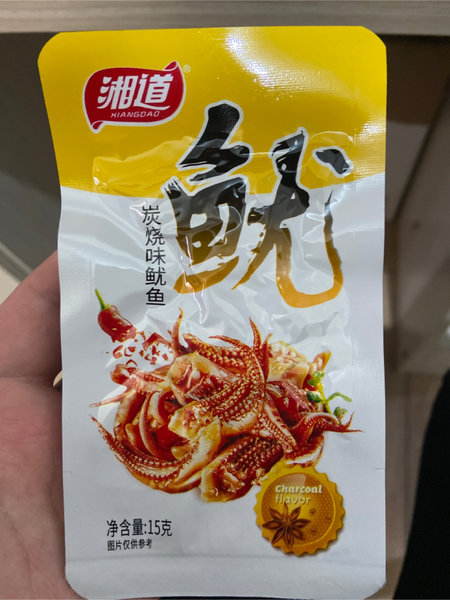 湘道
XIANGDAO
®
鱿
炭烧味鱿鱼
Charcoal
flavor
净含量:15克
图片仅供参考